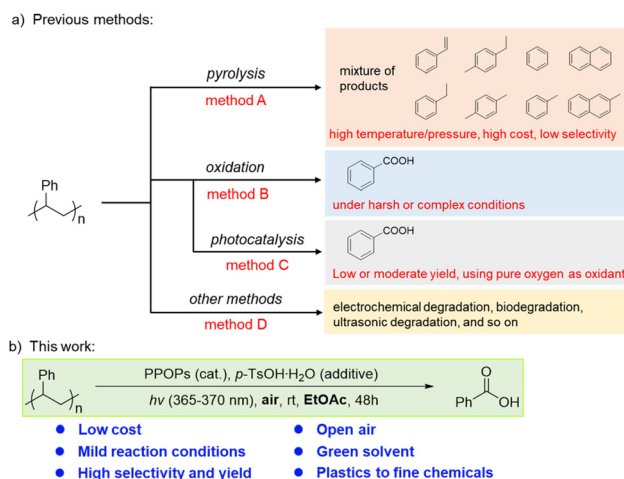 a) Previous methods:
pyrolysis
method A
mixture of
products
high temperature/pressure, high cost, low selectivity
oxidation
method B
COOH
under harsh or complex conditions
Ph
n
photocatalysis
method C
COOH
Low or moderate yield, using pure oxygen as oxidant
other methods
method D
electrochemical degradation, biodegradation,
ultrasonic degradation, and so on
b) This work:
Ph
n
PPOPs (cat.), p-TsOH·H₂O (additive)
hv (365-370 nm), air, rt, EtOAc, 48h
O
Ph
OH
Low cost
Open air
Mild reaction conditions
Green solvent
High selectivity and yield
Plastics to fine chemicals